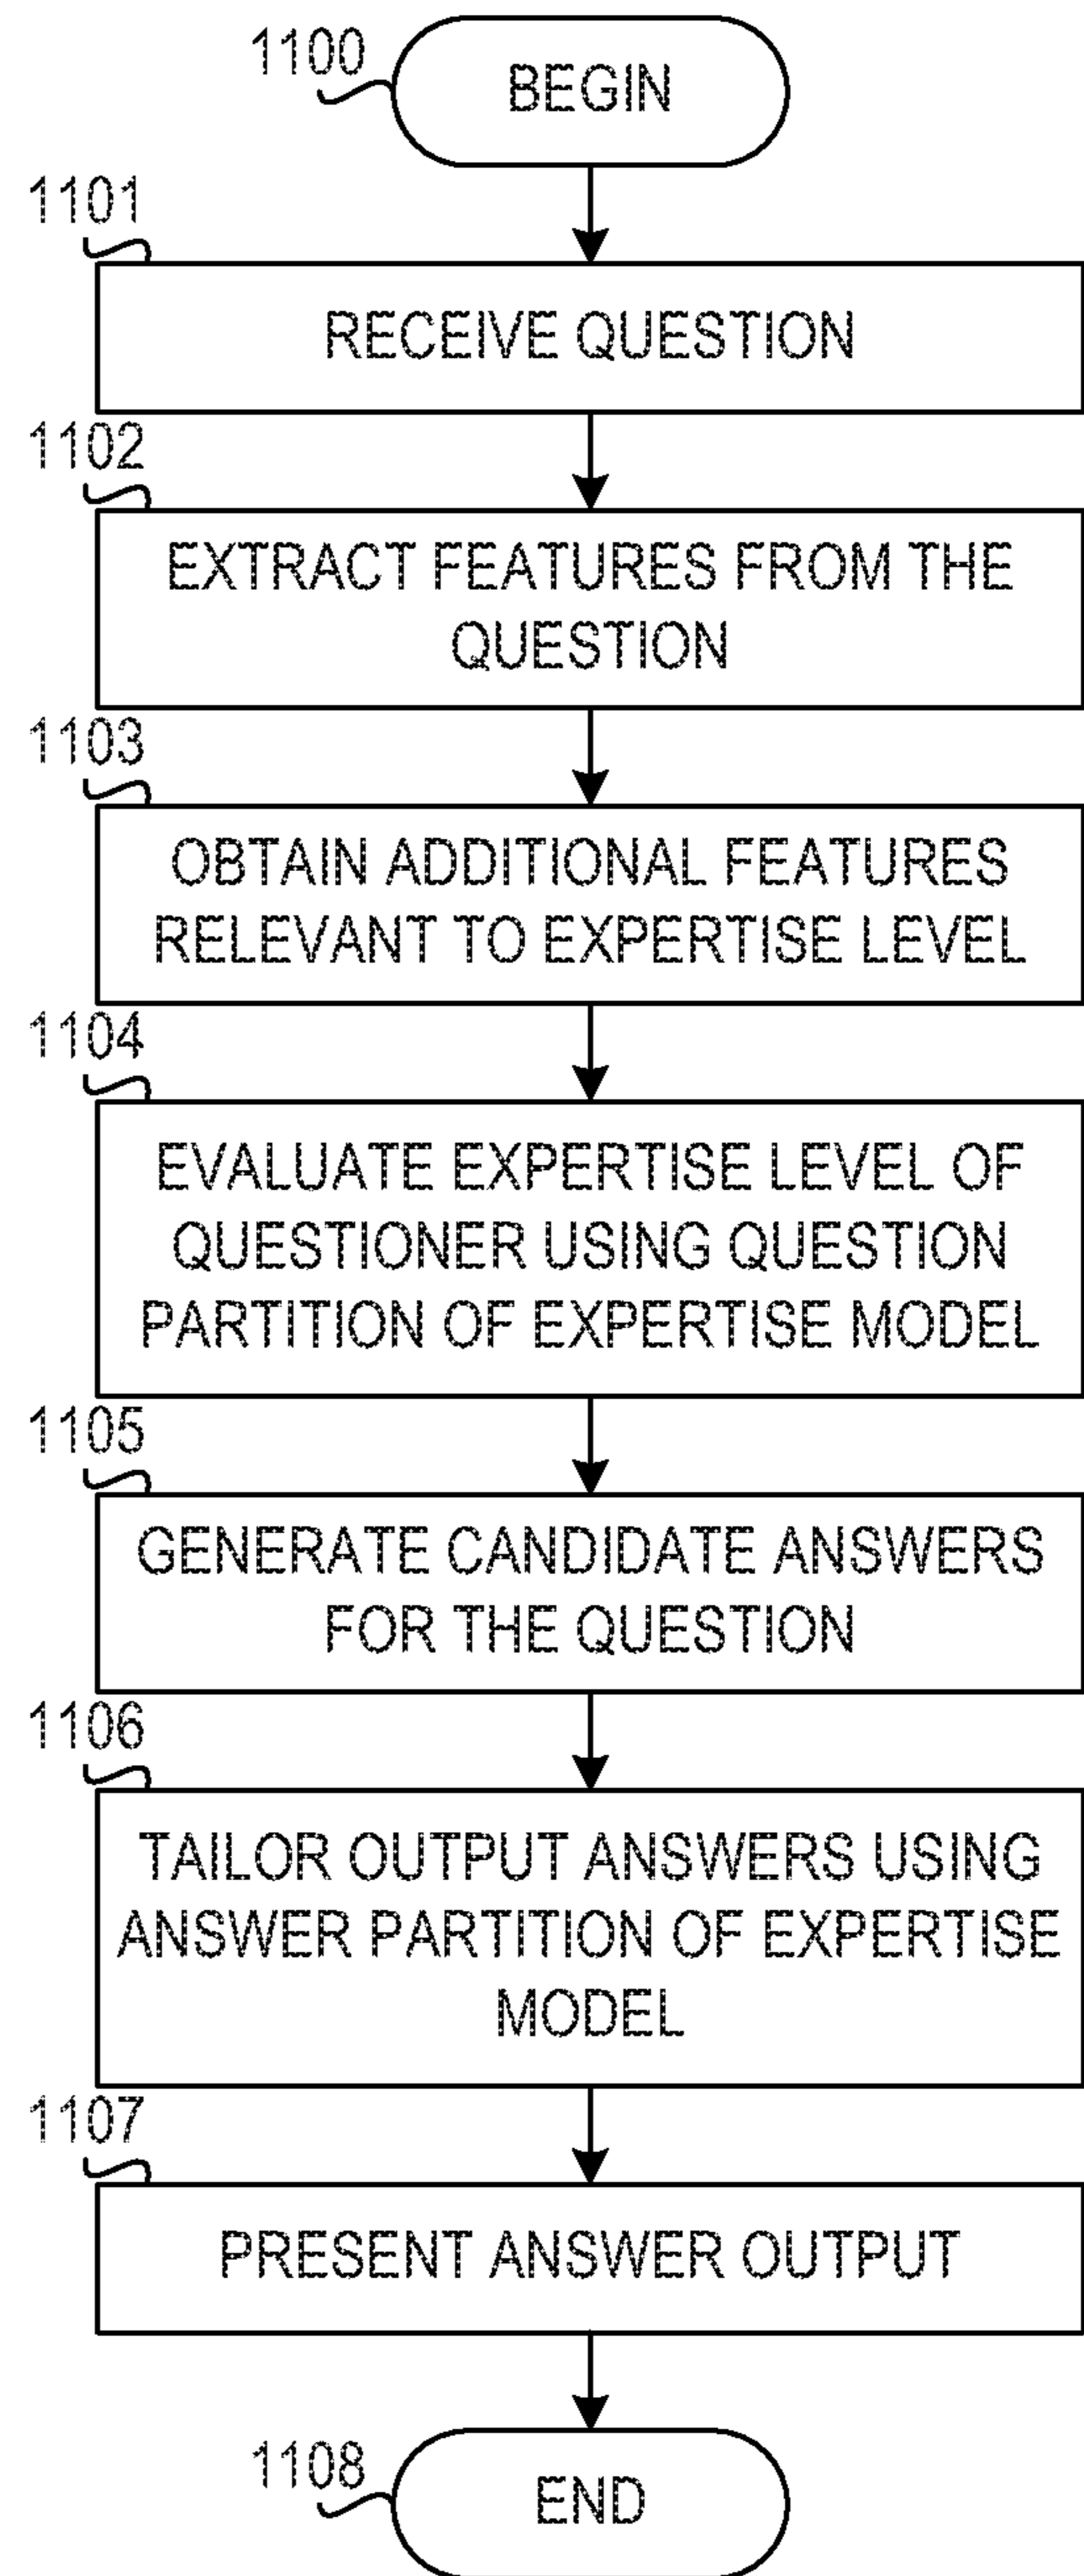 1100
BEGIN
1101
RECEIVE QUESTION
1102
EXTRACT FEATURES FROM THE
QUESTION
1103
OBTAIN ADDITIONAL FEATURES
RELEVANT TO EXPERTISE LEVEL
1104
EVALUATE EXPERTISE LEVEL OF
QUESTIONER USING QUESTION
PARTITION OF EXPERTISE MODEL
1105
GENERATE CANDIDATE ANSWERS
FOR THE QUESTION
1106
TAILOR OUTPUT ANSWERS USING
ANSWER PARTITION OF EXPERTISE
MODEL
1107
PRESENT ANSWER OUTPUT
1108
END